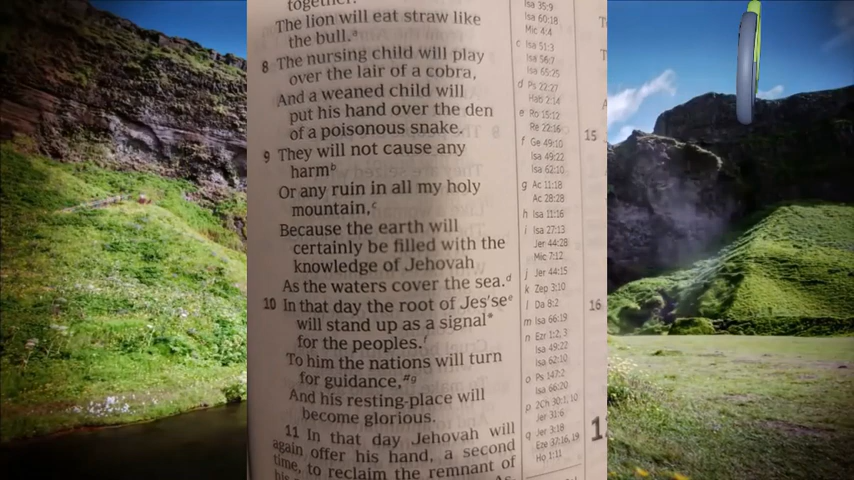 together.
The lion will eat straw like
the bull.a
8 The nursing child will play
over the lair of a cobra,
And a weaned child will
put his hand over the den
of a poisonous snake.
9 They will not cause any
harmb
Or any ruin in all my holy
mountain,c
Because the earth will
certainly be filled with the
knowledge of Jehovah
As the waters cover the sea.d
10 In that day the root of Jes'see
will stand up as a signal*
for the peoples.f
To him the nations will turn
for guidance,*#g
And his resting-place will
become glorious.
11 In that day Jehovah will
again offer his hand, a second
time, to reclaim the remnant of
Isa 35:9
Isa 60:18
Mic 4:4
c Isa 51:3
Isa 56:7
Isa 65:25
d Ps 22:27
Hab 2:14
e Ro 15:12
Re 22:16
f Ge 49:10
Isa 49:22
Isa 62:10
g Ac 11:18
Ac 28:28
h Isa 11:16
i Isa 27:13
Jer 44:28
Mic 7:12
j Jer 44:15
k Zep 3:10
l Da 8:2
m Isa 66:19
n Ezr 1:2, 3
Isa 49:22
Isa 62:10
o Ps 147:2
Isa 66:20
p 2Ch 30:1, 10
Jer 31:6
q Jer 3:18
Eze 37:16, 19
Ho 1:11
15
16